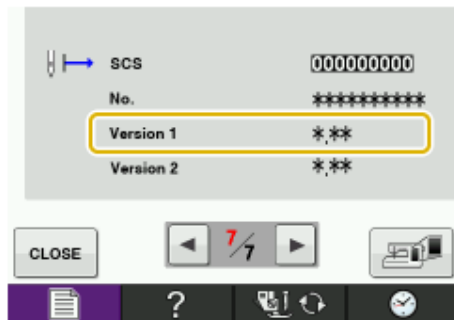 SCS 000000000
No. **********
Version 1 *.**
Version 2 *.**
CLOSE 7/7
?